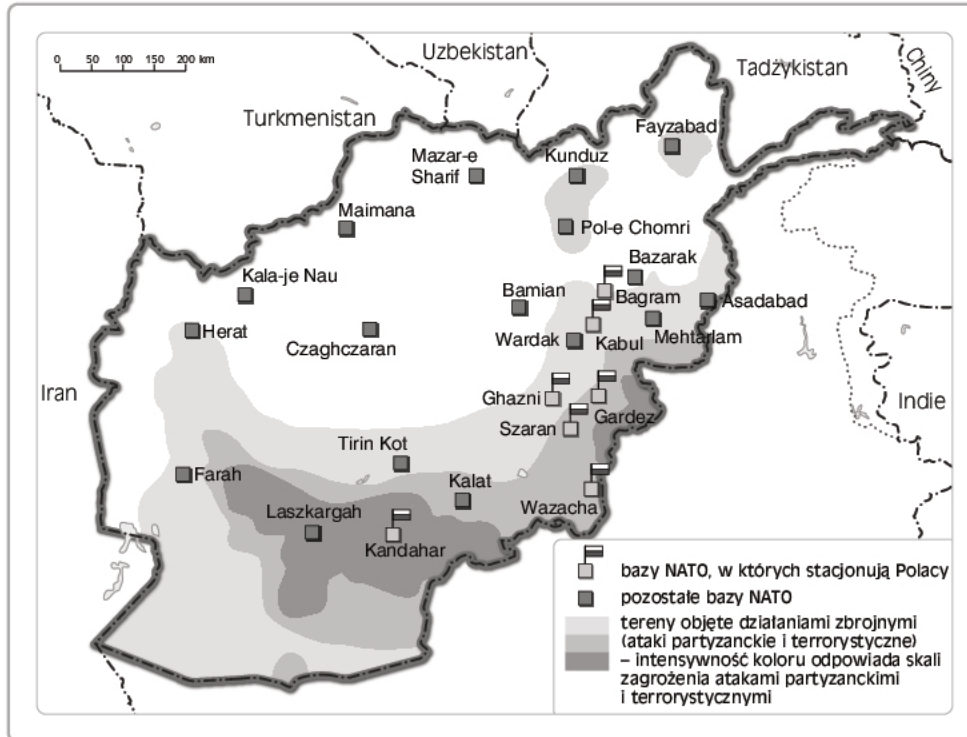 0 50 100 150 200 km
Uzbekistan
Tadżykistan
Chiny
Turkmenistan
Fayzabad
Mazar-e
Sharif
Kunduz
Maimana
Pol-e Chomri
Bazarak
Kala-je Nau
Bamian
Bagram
Asadabad
Herat
Czaghczaran
Wardak
Kabul
Mehtarlam
Iran
Indie
Ghazni
Gardez
Szaran
Tirin Kot
Farah
Kalat
Wazacha
Laszkargah
Kandahar
bazy NATO, w których stacjonują Polacy
pozostałe bazy NATO
tereny objęte działaniami zbrojnymi
(ataki partyzanckie i terrorystyczne)
– intensywność koloru odpowiada skali
zagrożenia atakami partyzanckimi
i terrorystycznymi